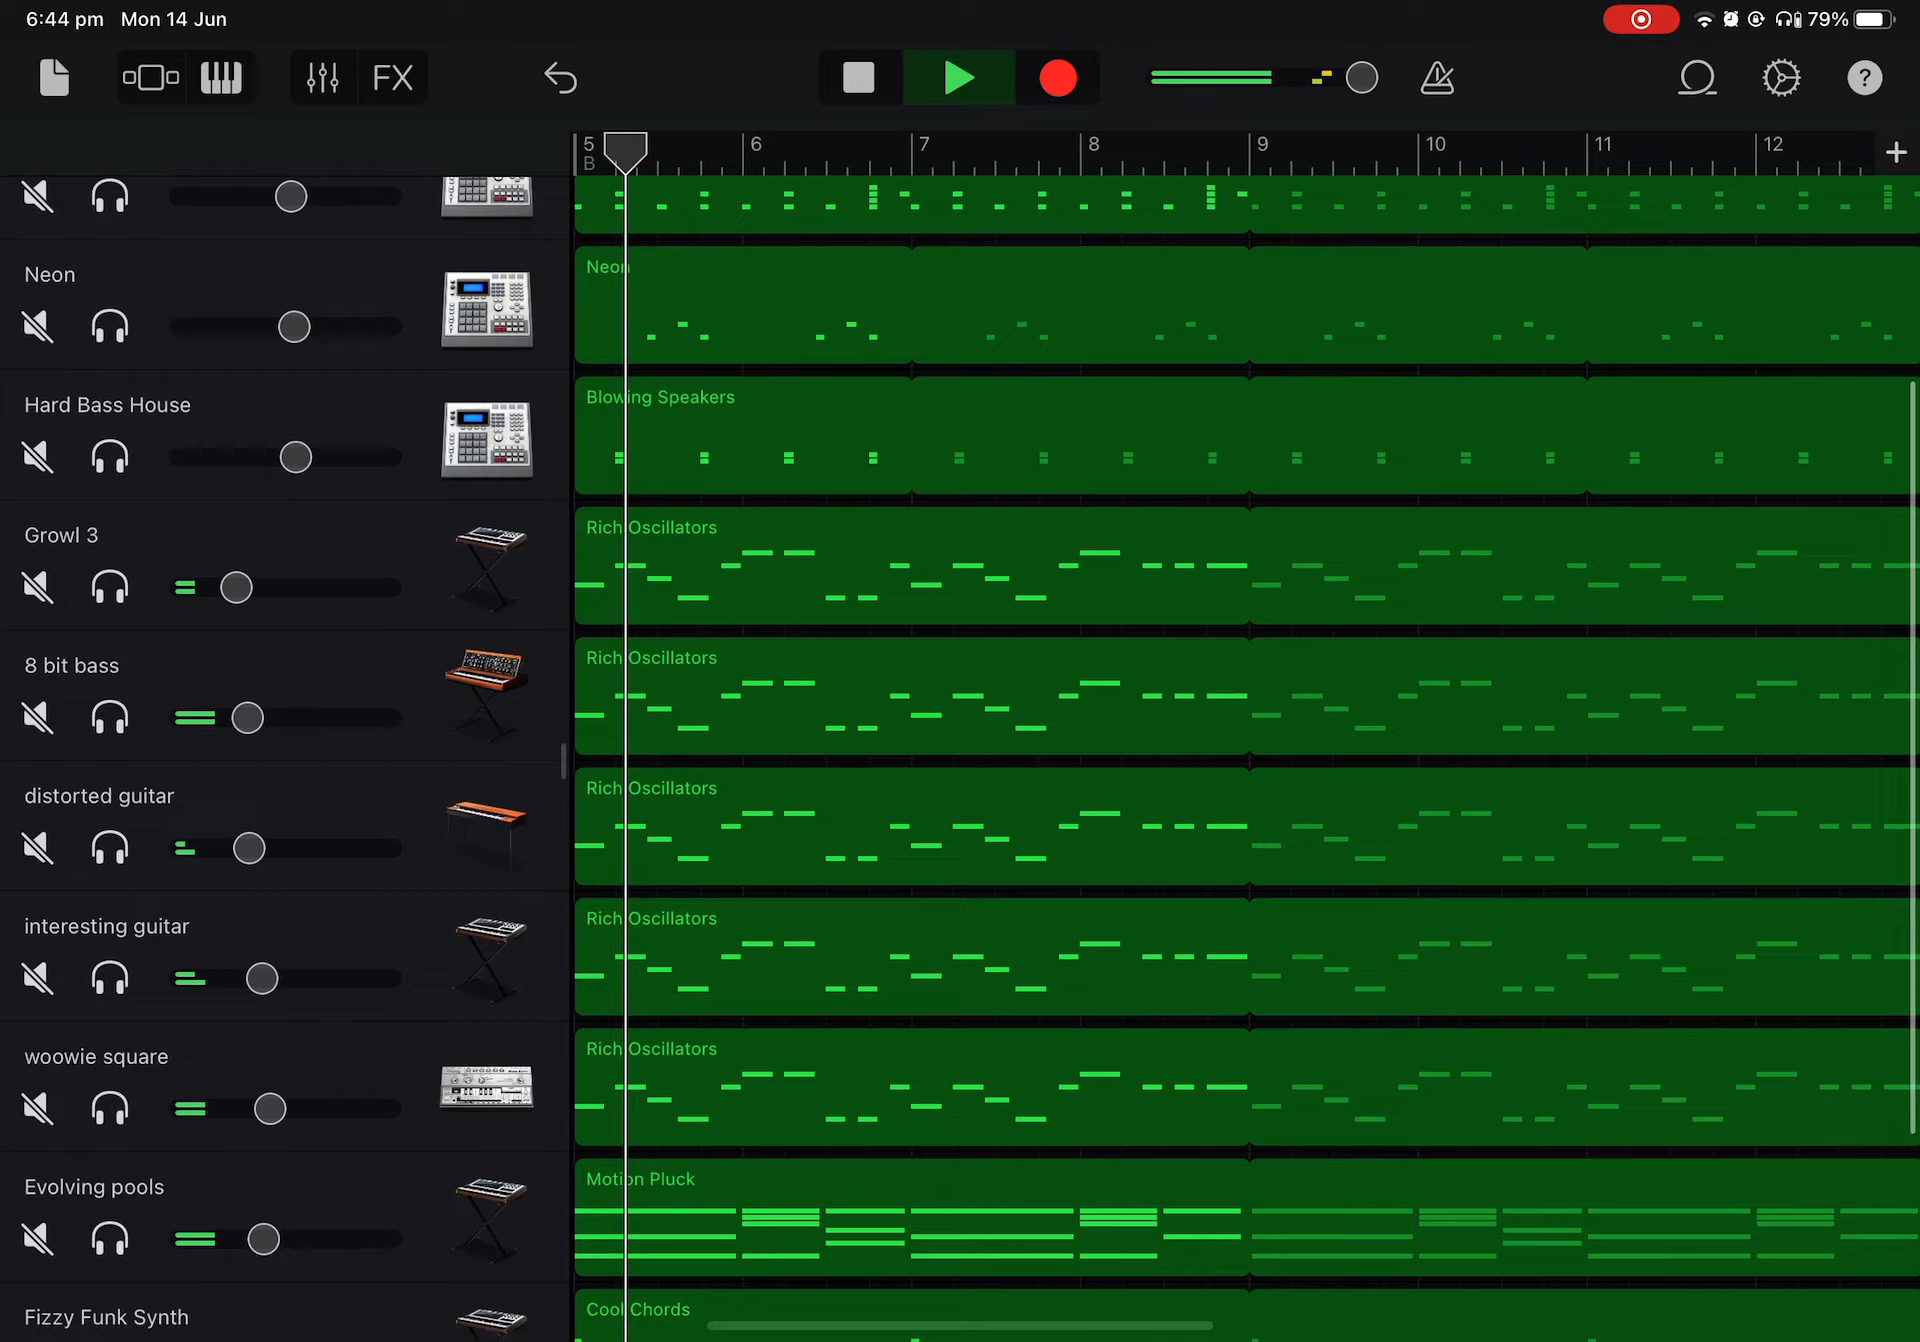 6:44 pm Mon 14 Jun
79%
FX
?
5 6 7 8 9 10 11 12
B
Neon
Neon
Hard Bass House
Blowing Speakers
Growl 3
Rich Oscillators
8 bit bass
Rich Oscillators
distorted guitar
Rich Oscillators
interesting guitar
Rich Oscillators
woowie square
Rich Oscillators
Evolving pools
Motion Pluck
Fizzy Funk Synth
Cool Chords